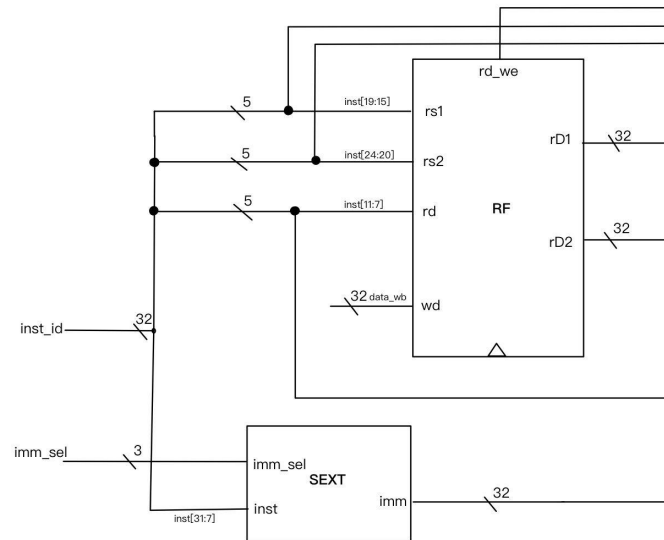 rd_we
5
inst[19:15]
rs1
rD1
32
5
inst[24:20]
rs2
5
inst[11:7]
rd
RF
rD2
32
32
data_wb
wd
inst_id
32
imm_sel
3
imm_sel
SEXT
inst
imm
32
inst[31:7]